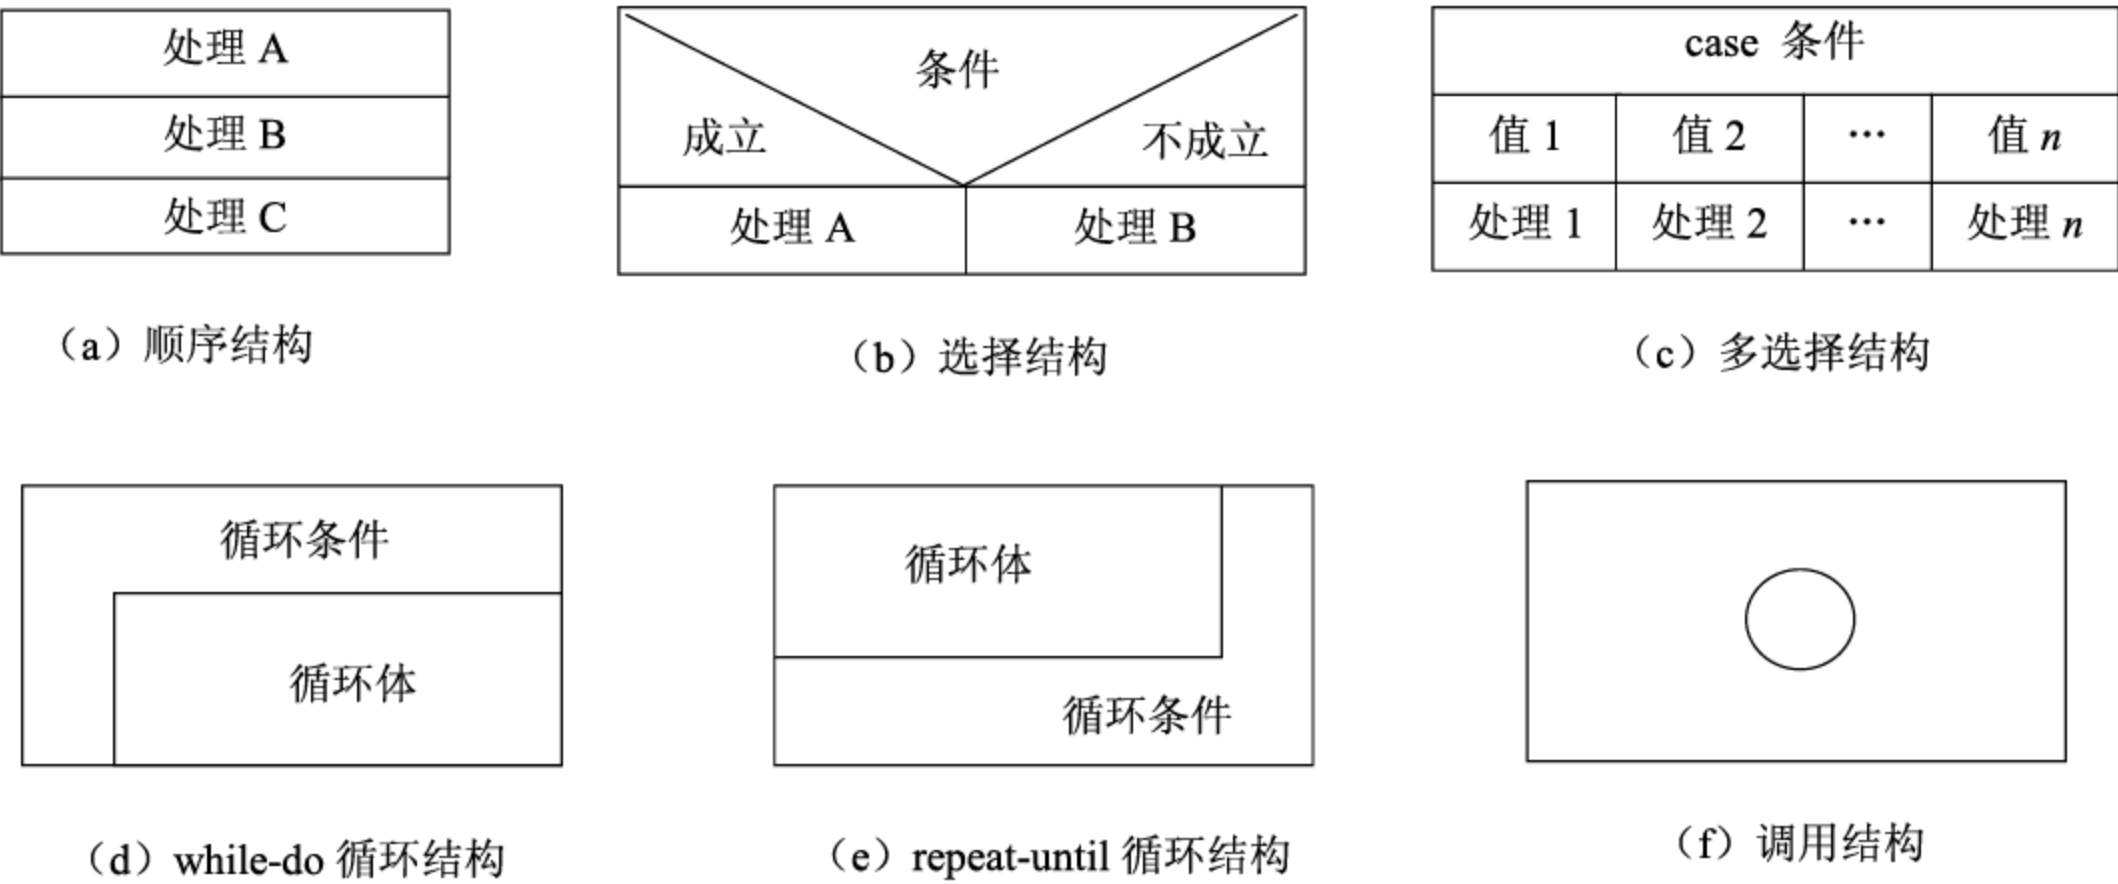 处理 A
处理 B
处理 C
（a）顺序结构
条件
成立
不成立
处理 A
处理 B
（b）选择结构
case 条件
值 1 值 2 … 值 n
处理 1 处理 2 … 处理 n
（c）多选择结构
循环条件
循环体
（d）while-do 循环结构
循环体
循环条件
（e）repeat-until 循环结构
（f）调用结构